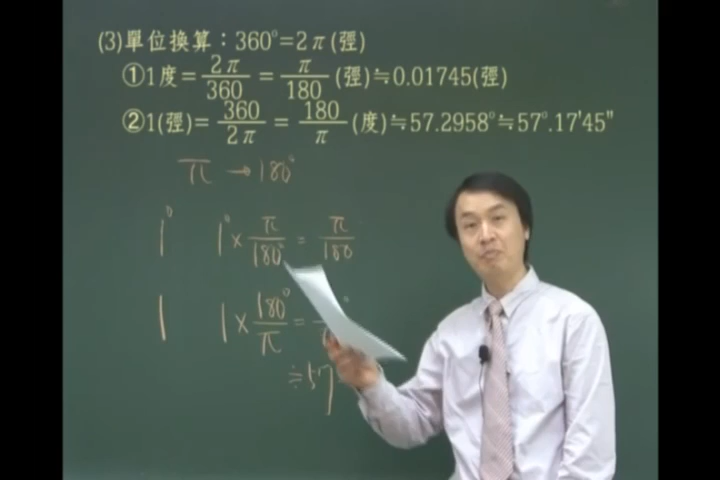 (3)單位換算：360°=2π(弳)
①1度=2π/360=π/180(弳)≒0.01745(弳)
②1(弳)=360/2π=180/π(度)≒57.2958°≒57°.17'45"
π→180°
1° 1°×π/180°=π/180
1 1×180°/π=
≒57